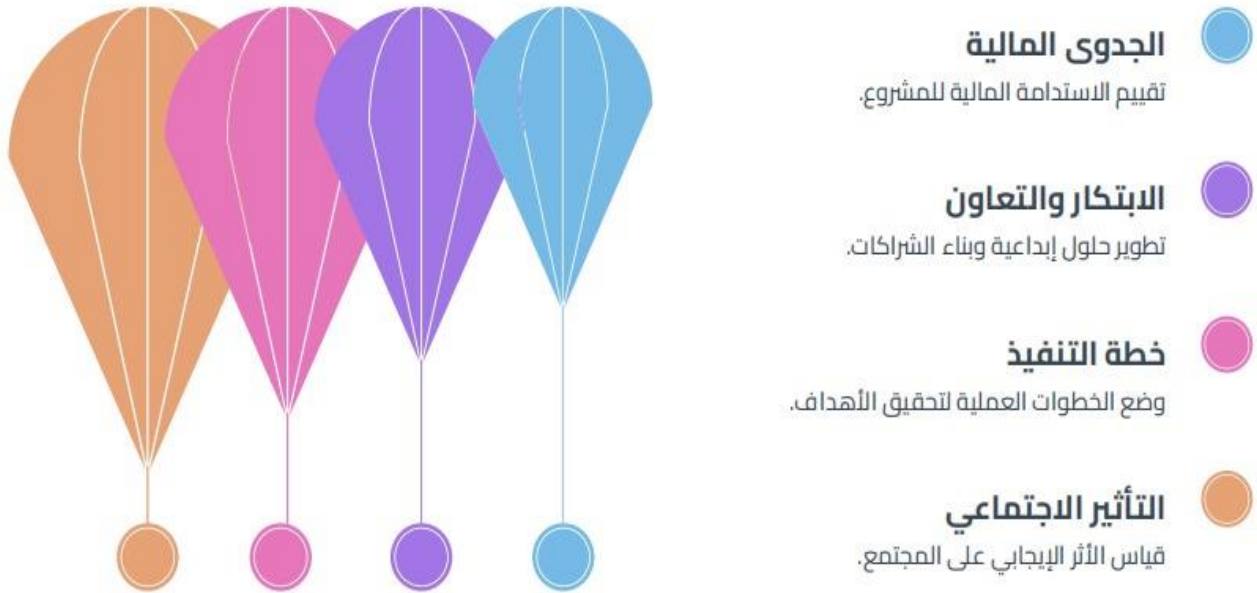 الجدوى المالية
تقييم الاستدامة المالية للمشروع.
الابتكار والتعاون
تطوير حلول إبداعية وبناء الشراكات.
خطة التنفيذ
وضع الخطوات العملية لتحقيق الأهداف.
التأثير الاجتماعي
قياس الأثر الإيجابي على المجتمع.